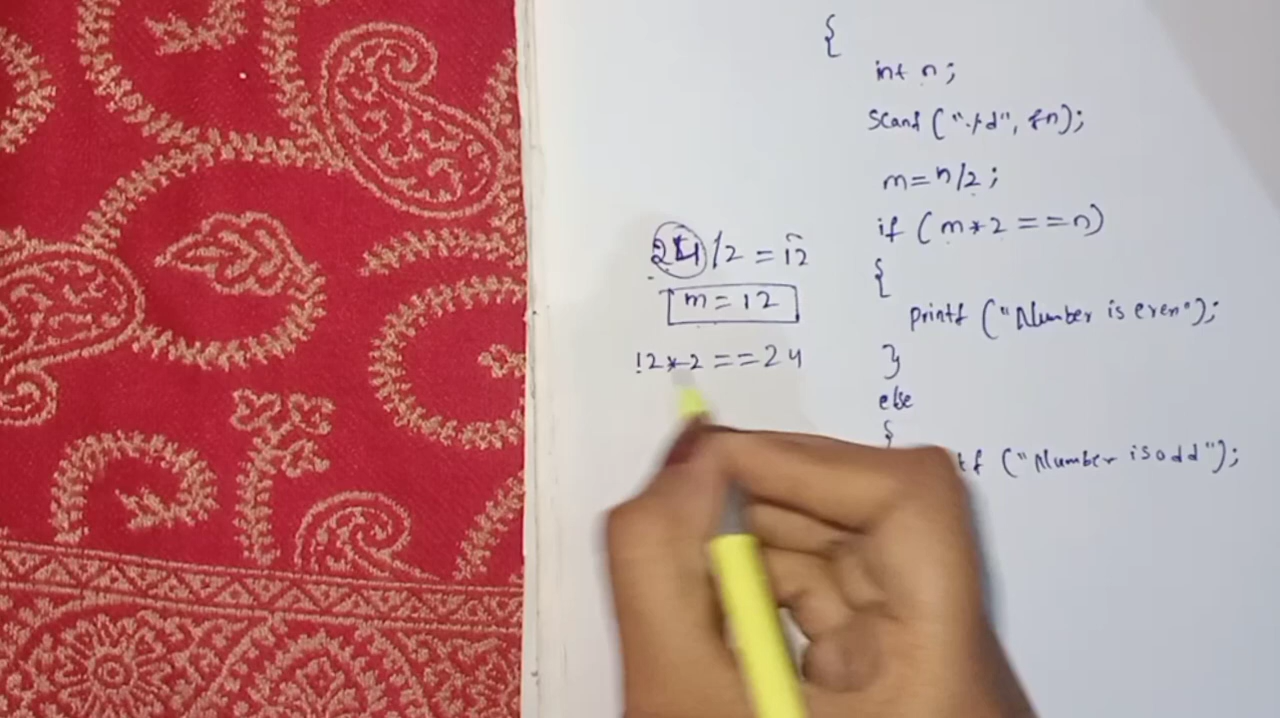 {
int n;
scanf ("%d", &n);
m=n/2;
if (m*2==n)
24/2=12
{
m=12
printf ("Number is even");
12*2==24
}
else
{
tf ("Number is odd");